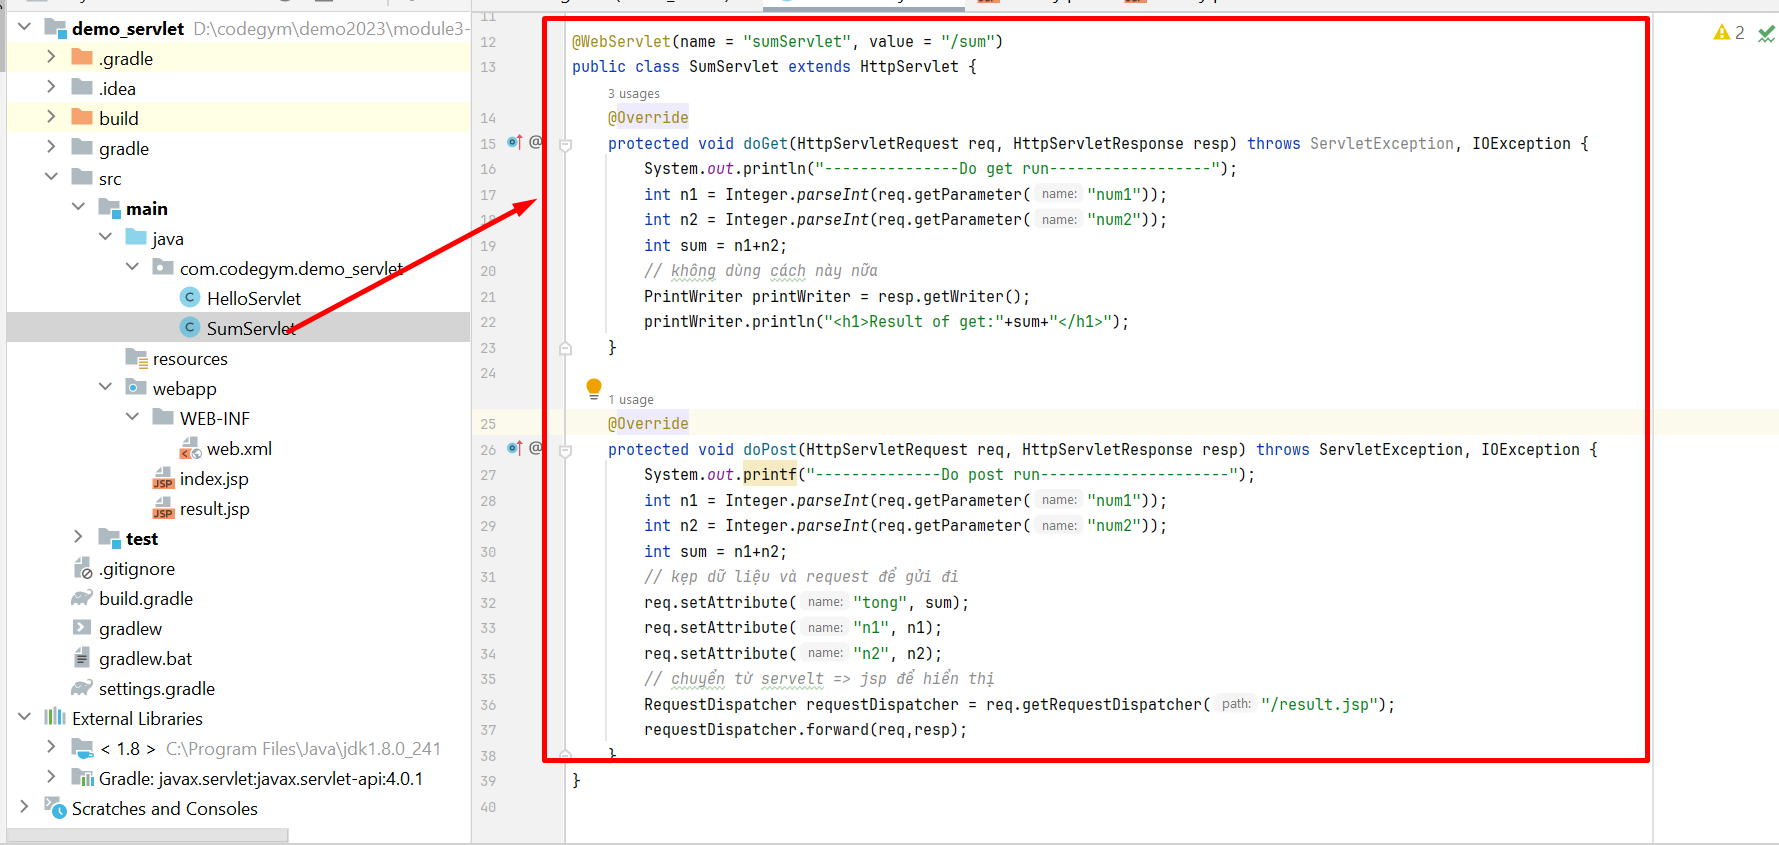 demo_servlet D:\codegym\demo2023\module3-
.gradle
.idea
build
gradle
src
main
java
com.codegym.demo_servlet
HelloServlet
SumServlet
resources
webapp
WEB-INF
web.xml
index.jsp
result.jsp
test
.gitignore
build.gradle
gradlew
gradlew.bat
settings.gradle
External Libraries
< 1.8 > C:\Program Files\Java\jdk1.8.0_241
Gradle: javax.servlet:javax.servlet-api:4.0.1
Scratches and Consoles
2
11
12 @WebServlet(name = "sumServlet", value = "/sum")
13 public class SumServlet extends HttpServlet {
3 usages
14 @Override
15 @ protected void doGet(HttpServletRequest req, HttpServletResponse resp) throws ServletException, IOException {
16 System.out.println("---------------Do get run------------------");
17 int n1 = Integer.parseInt(req.getParameter( name: "num1"));
18 int n2 = Integer.parseInt(req.getParameter( name: "num2"));
19 int sum = n1+n2;
20 // không dùng cách này nữa
21 PrintWriter printWriter = resp.getWriter();
22 printWriter.println("<h1>Result of get:"+sum+"</h1>");
23 }
24
1 usage
25 @Override
26 @ protected void doPost(HttpServletRequest req, HttpServletResponse resp) throws ServletException, IOException {
27 System.out.printf("--------------Do post run---------------------");
28 int n1 = Integer.parseInt(req.getParameter( name: "num1"));
29 int n2 = Integer.parseInt(req.getParameter( name: "num2"));
30 int sum = n1+n2;
31 // kẹp dữ liệu và request để gửi đi
32 req.setAttribute( name: "tong", sum);
33 req.setAttribute( name: "n1", n1);
34 req.setAttribute( name: "n2", n2);
35 // chuyển từ servelt => jsp để hiển thị
36 RequestDispatcher requestDispatcher = req.getRequestDispatcher( path: "/result.jsp");
37 requestDispatcher.forward(req,resp);
38 }
39 }
40